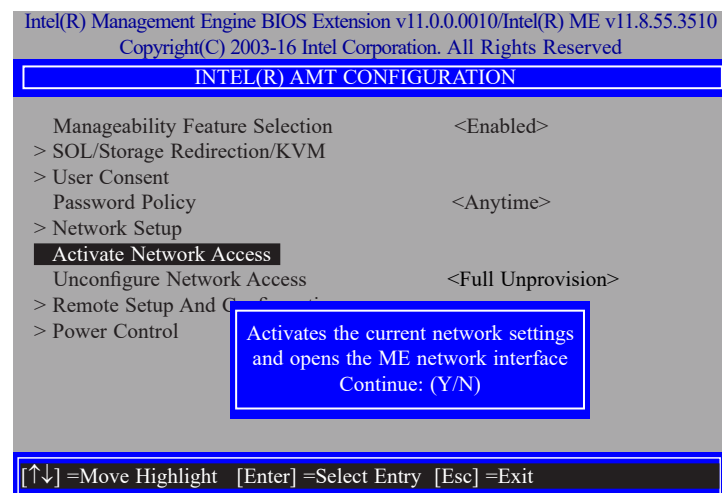 Intel(R) Management Engine BIOS Extension v11.0.0.0010/Intel(R) ME v11.8.55.3510
Copyright(C) 2003-16 Intel Corporation. All Rights Reserved
INTEL(R) AMT CONFIGURATION
Manageability Feature Selection <Enabled>
> SOL/Storage Redirection/KVM
> User Consent
Password Policy <Anytime>
> Network Setup
Activate Network Access
Unconfigure Network Access <Full Unprovision>
> Remote Setup And
> Power Control
Activates the current network settings
and opens the ME network interface
Continue: (Y/N)
[↑↓] =Move Highlight [Enter] =Select Entry [Esc] =Exit